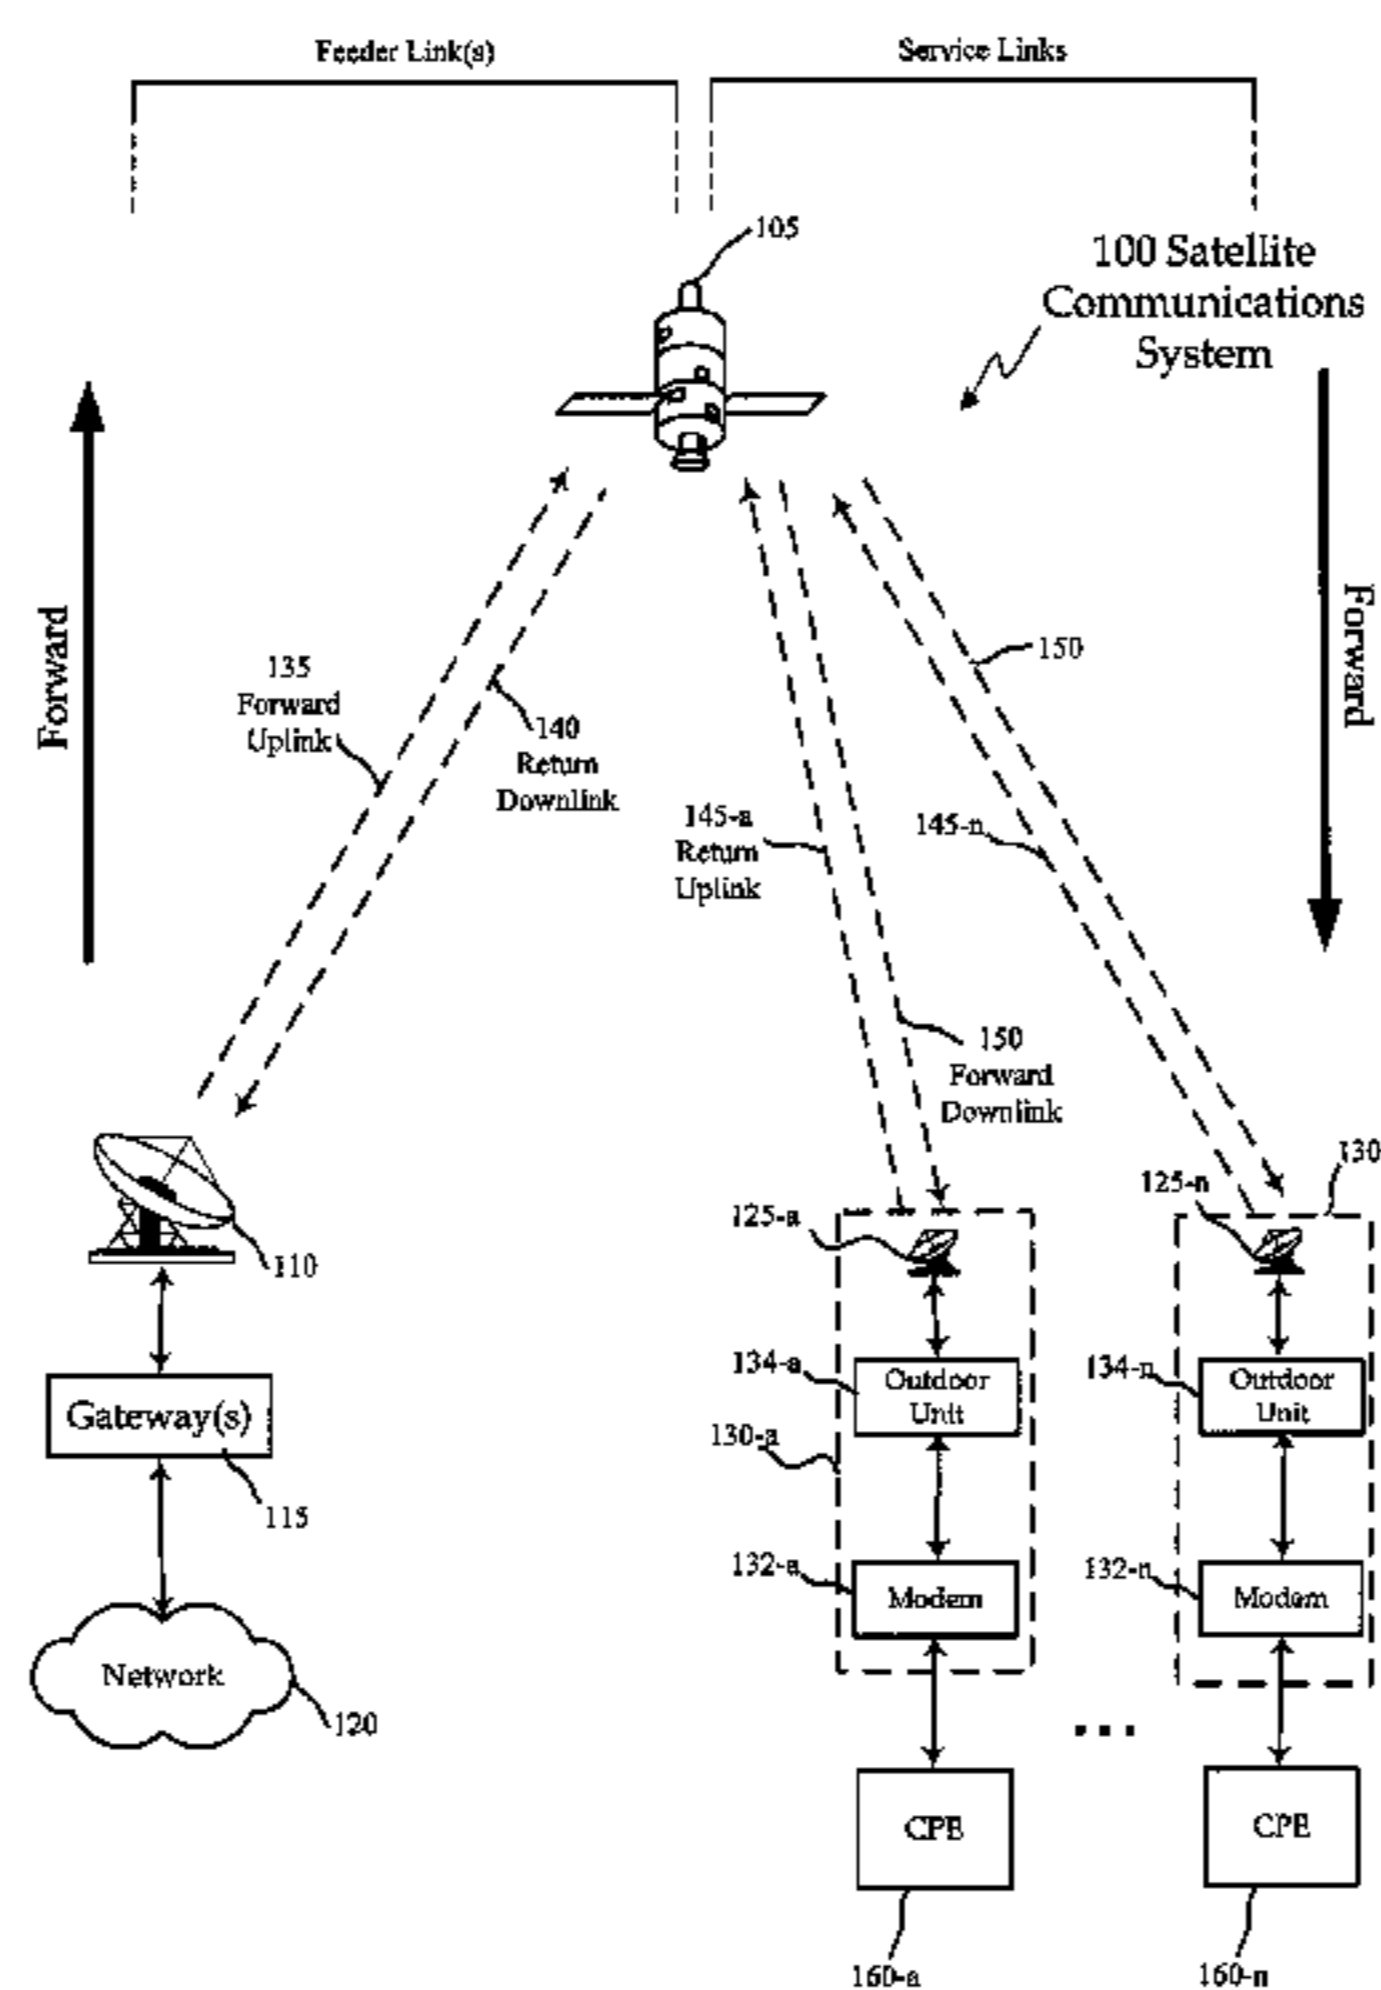 Feeder Link(s)
Service Links
105
100 Satellite
Communications
System
Forward
Forward
135
Forward
Uplink
140
Return
Downlink
150
145-a
Return
Uplink
145-n
150
Forward
Downlink
130
125-n
125-a
110
134-a
Outdoor
Unit
134-n
Outdoor
Unit
Gateway(s)
130-a
115
132-a
Modem
132-n
Modem
Network
120
...
CPE
CPE
160-a
160-n